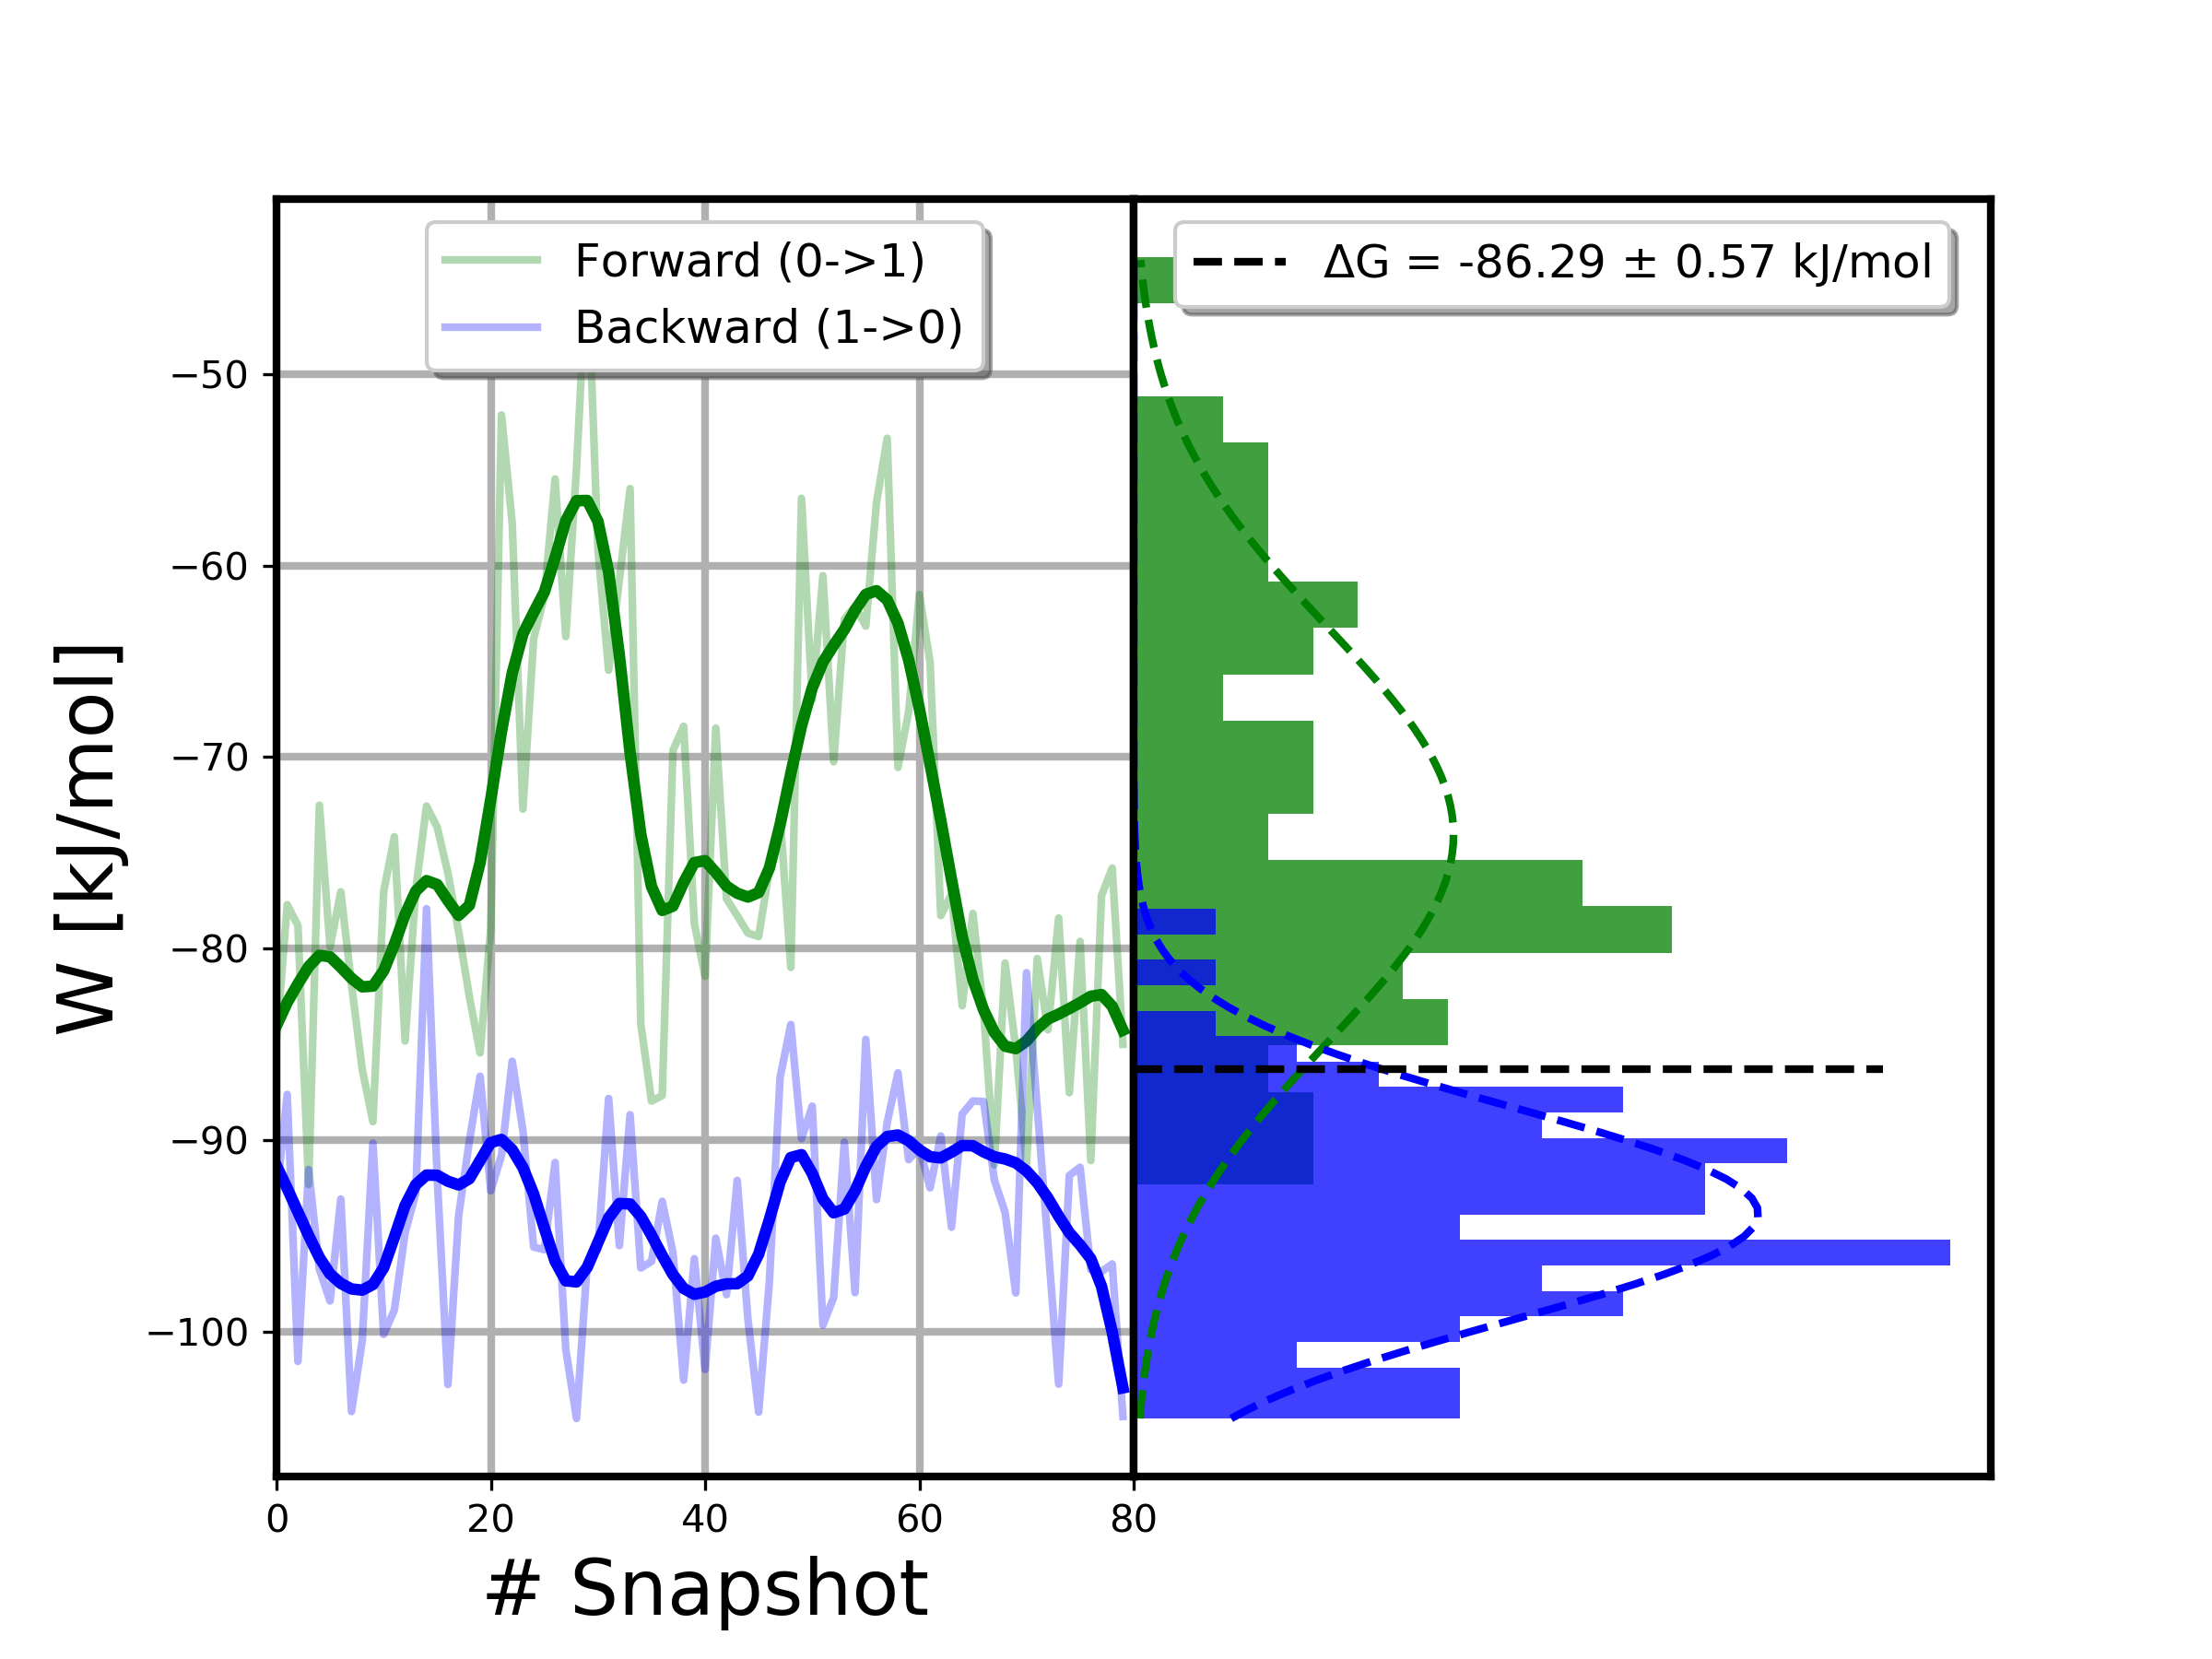 Forward (0->1)
Backward (1->0)
ΔG = -86.29 ± 0.57 kJ/mol
W [kJ/mol]
−50
−60
−70
−80
−90
−100
0
20
40
60
80
# Snapshot